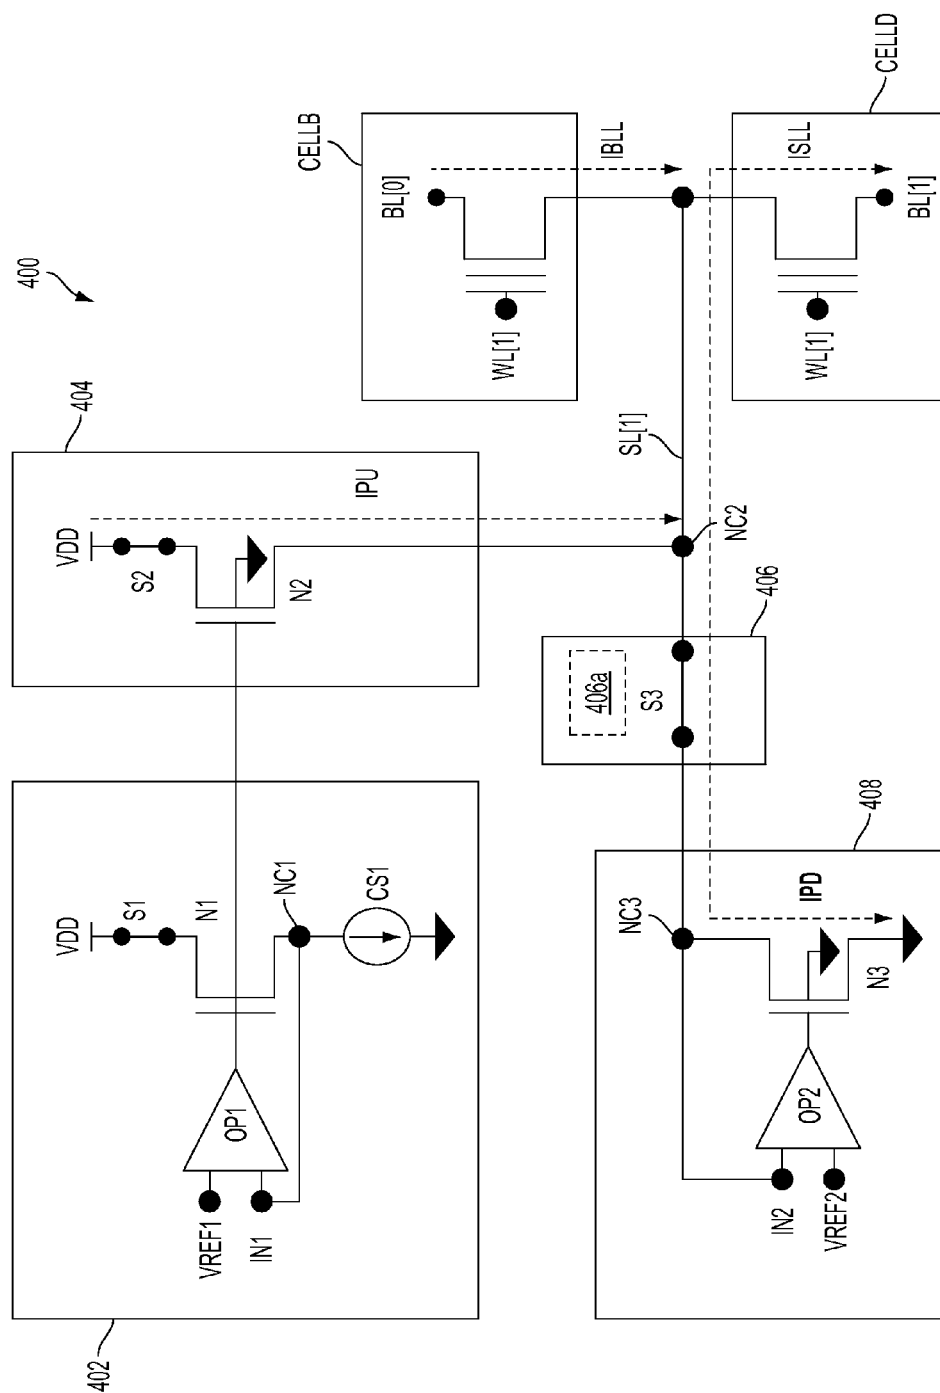 400
402
VDD
S1
N1
NC1
CS1
OP1
VREF1
IN1
404
VDD
S2
N2
IPU
CELLB
BL[0]
WL[1]
IBLL
SL[1]
NC2
406
406a
S3
408
NC3
IPD
N3
OP2
IN2
VREF2
CELLD
ISLL
WL[1]
BL[1]